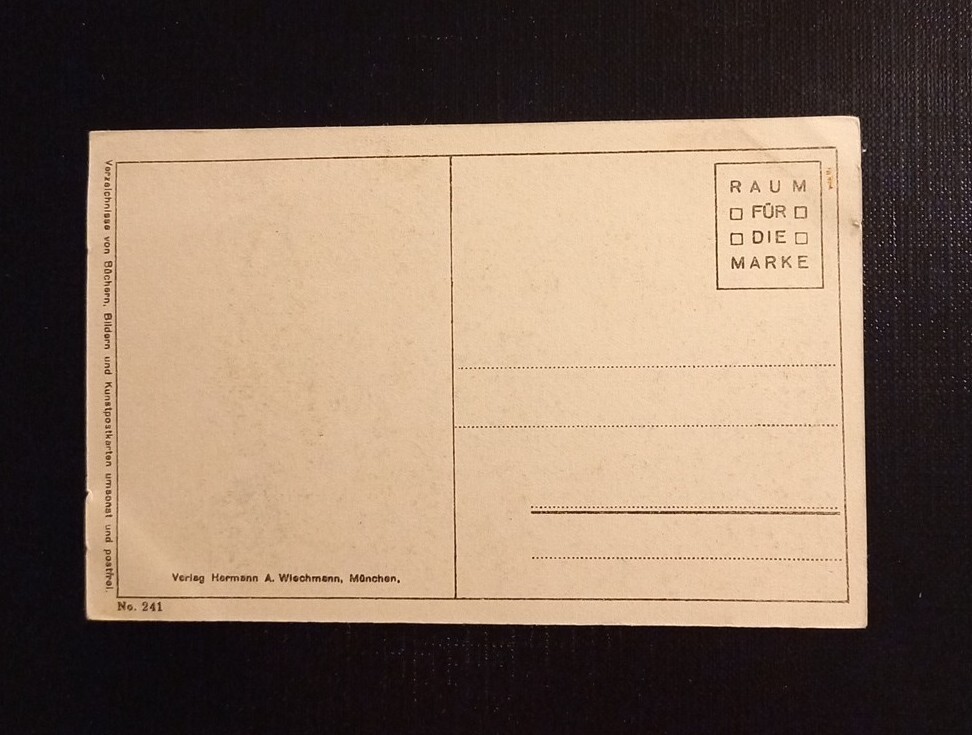 Verzeichnisse von Büchern, Bildern und Kunstpostkarten umsonst und postfrei.
RAUM
□ FÜR □
□ DIE □
MARKE
Verlag Hermann A. Wiechmann, München.
No. 241